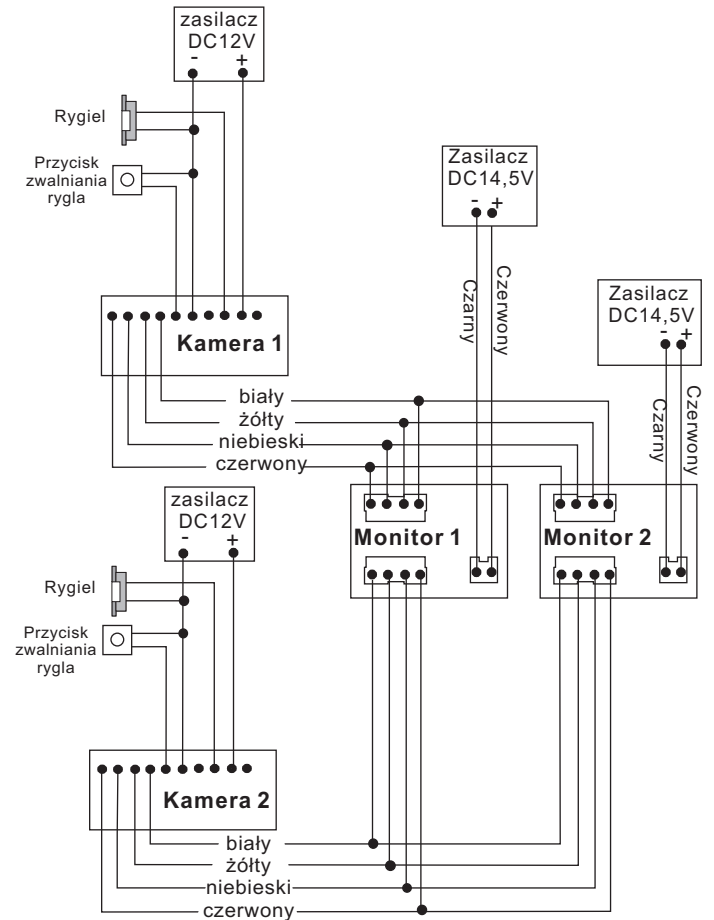 zasilacz
DC12V
- +
Rygiel
Przycisk
zwalniania
rygla
Kamera 1
Zasilacz
DC14,5V
- +
Czarny
Czerwony
Zasilacz
DC14,5V
- +
Czarny
Czerwony
biały
żółty
niebieski
czerwony
Monitor 1
Monitor 2
zasilacz
DC12V
- +
Rygiel
Przycisk
zwalniania
rygla
Kamera 2
biały
żółty
niebieski
czerwony